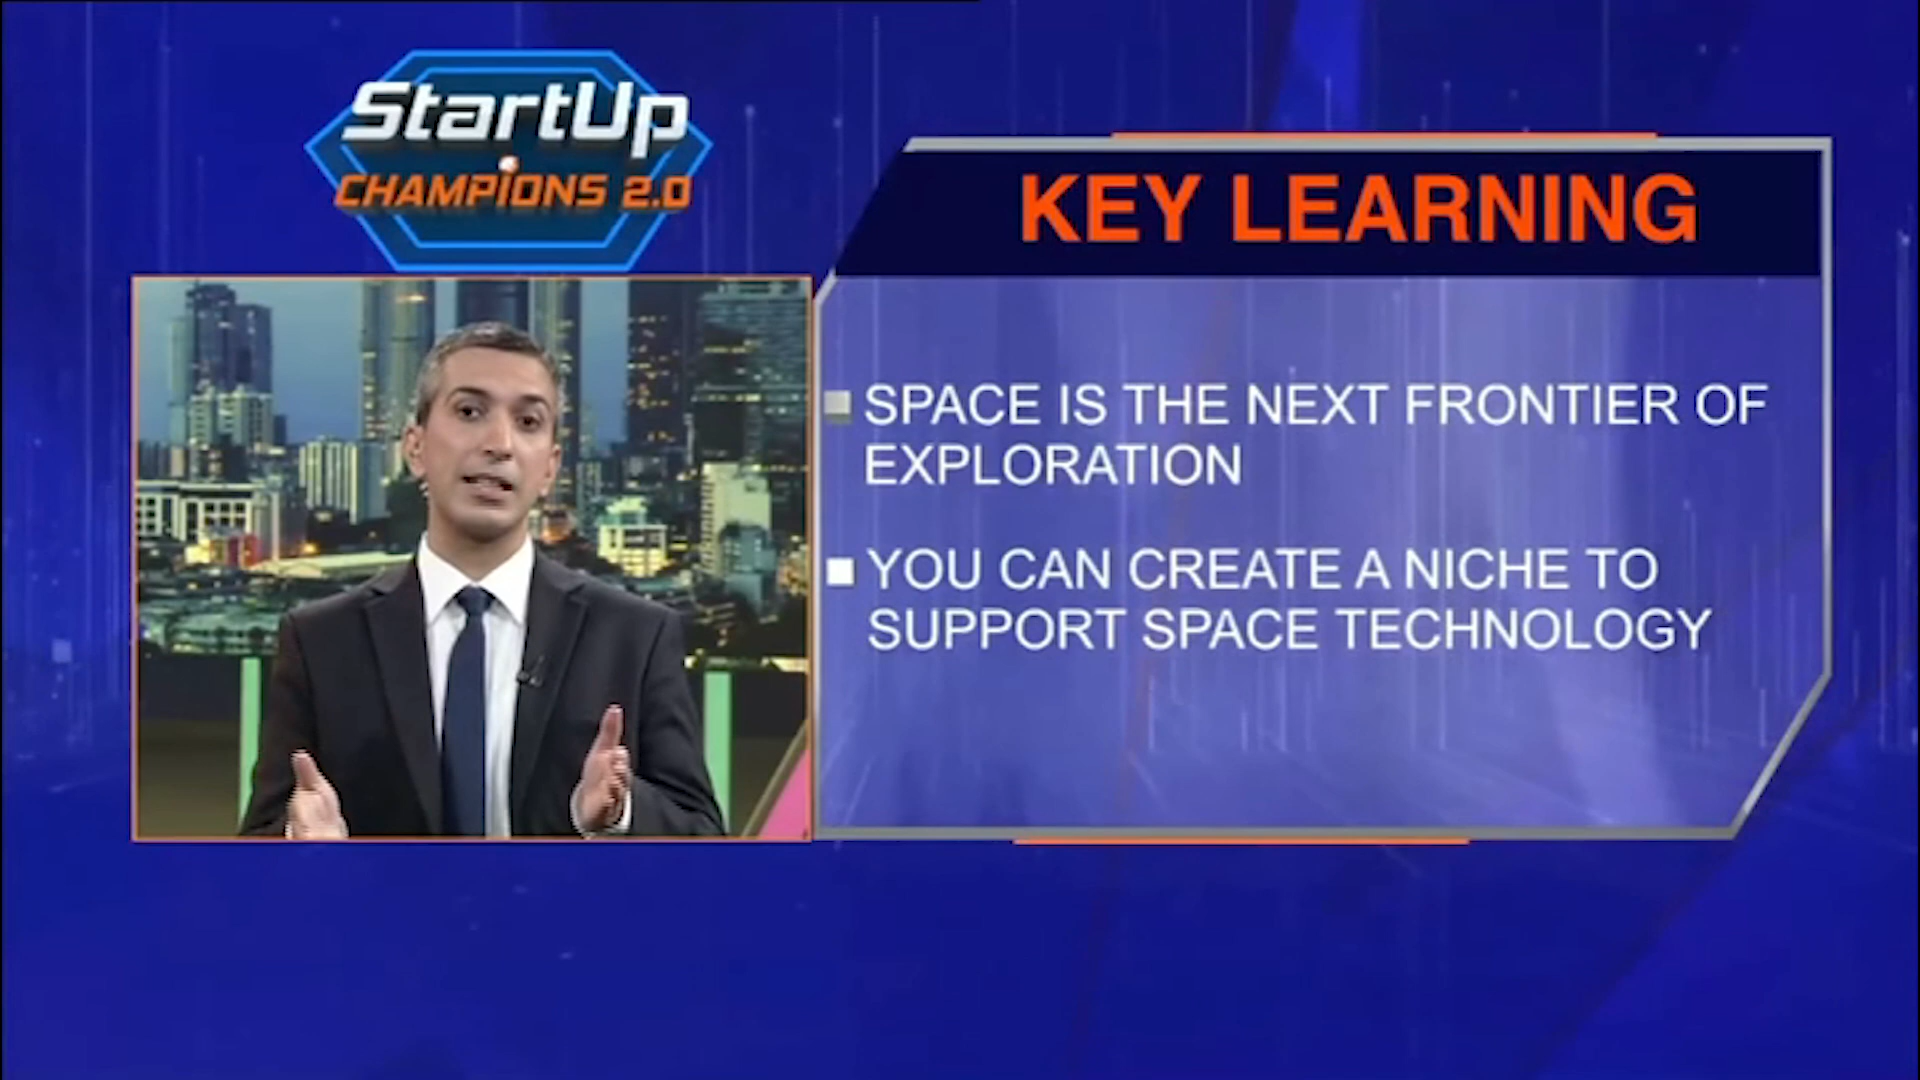 StartUp
CHAMPiONS 2.0
KEY LEARNING
SPACE IS THE NEXT FRONTIER OF
EXPLORATION
YOU CAN CREATE A NICHE TO
SUPPORT SPACE TECHNOLOGY